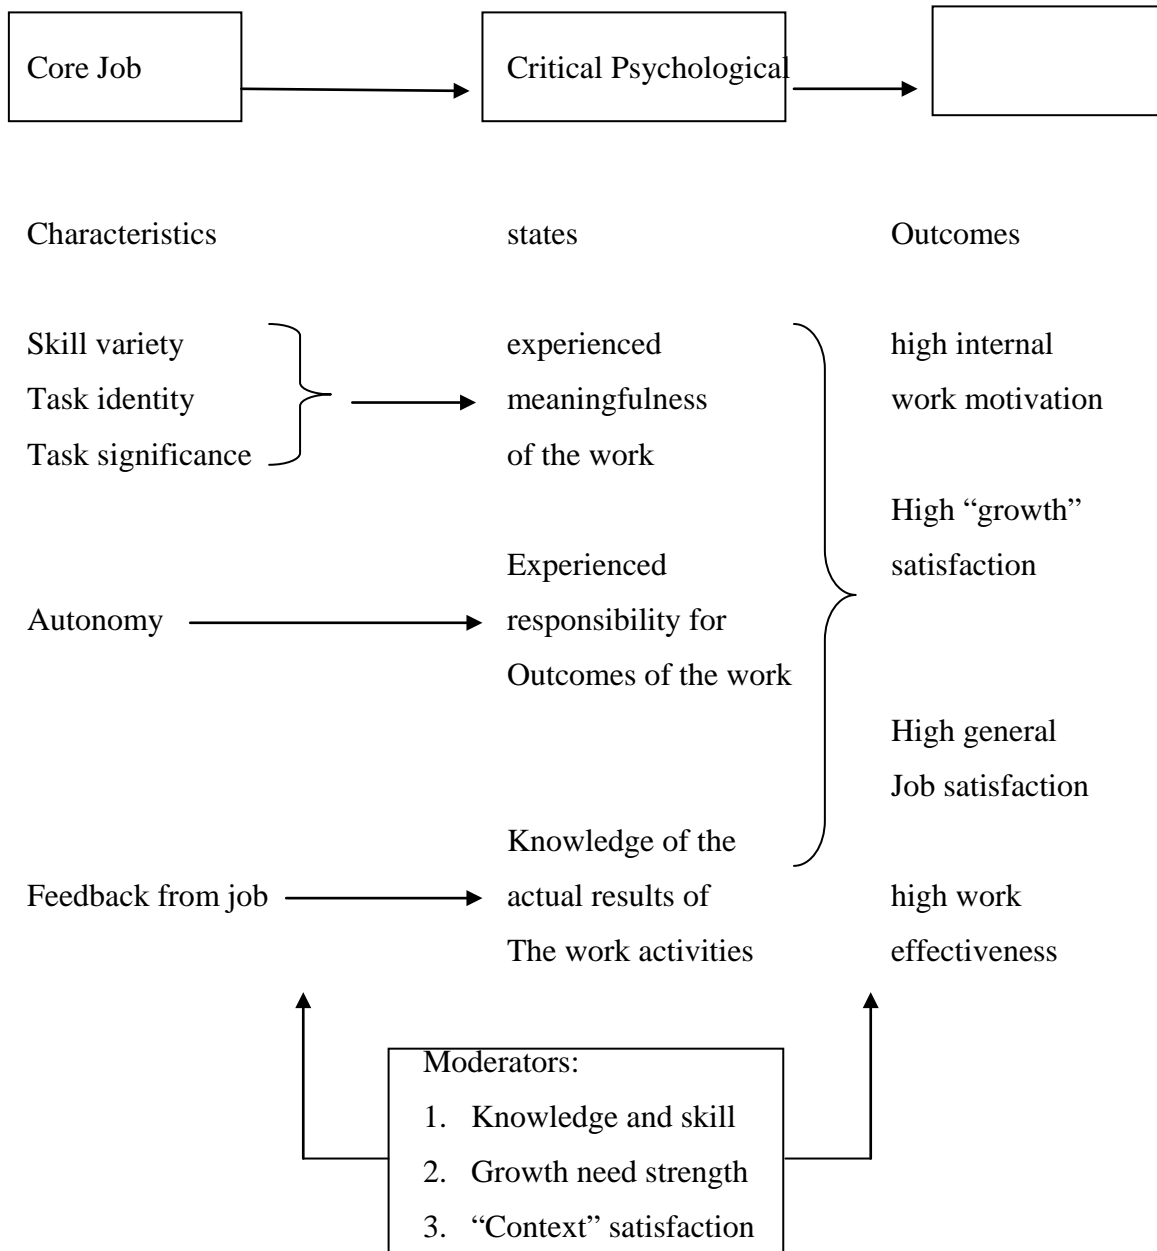 Core Job
Critical Psychological
Characteristics
states
Outcomes
Skill variety
Task identity
Task significance
experienced
meaningfulness
of the work
high internal
work motivation
High “growth”
satisfaction
Autonomy
Experienced
responsibility for
Outcomes of the work
High general
Job satisfaction
Feedback from job
Knowledge of the
actual results of
The work activities
high work
effectiveness
Moderators:
1. Knowledge and skill
2. Growth need strength
3. “Context” satisfaction